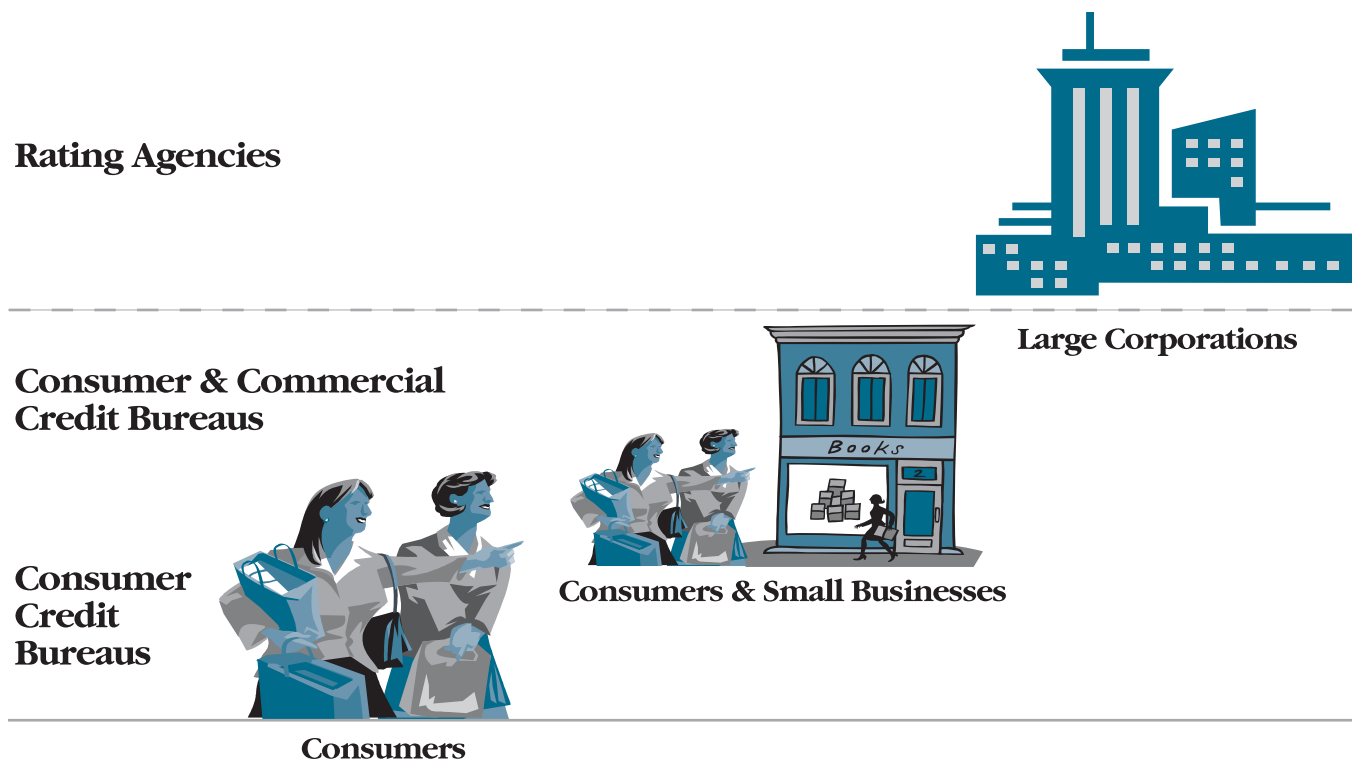 Rating Agencies
Large Corporations
Consumer & Commercial
Credit Bureaus
Books
2
Consumers & Small Businesses
Consumer
Credit
Bureaus
Consumers